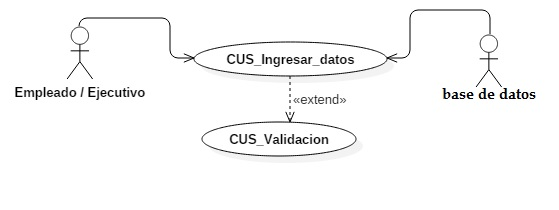 CUS_Ingresar_datos
Empleado / Ejecutivo
base de datos
«extend»
CUS_Validacion